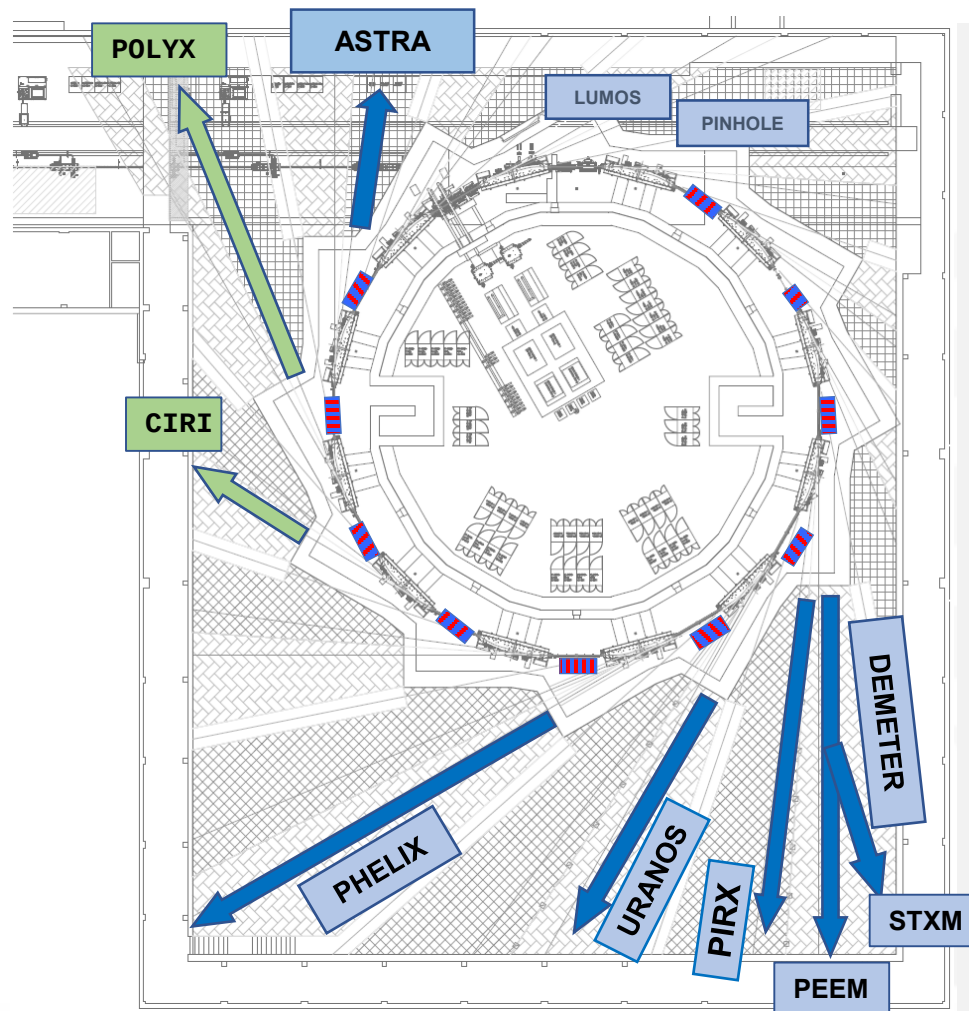 POLYX
ASTRA
LUMOS
PINHOLE
CIRI
DEMETER
PHELIX
URANOS
PIRX
STXM
PEEM